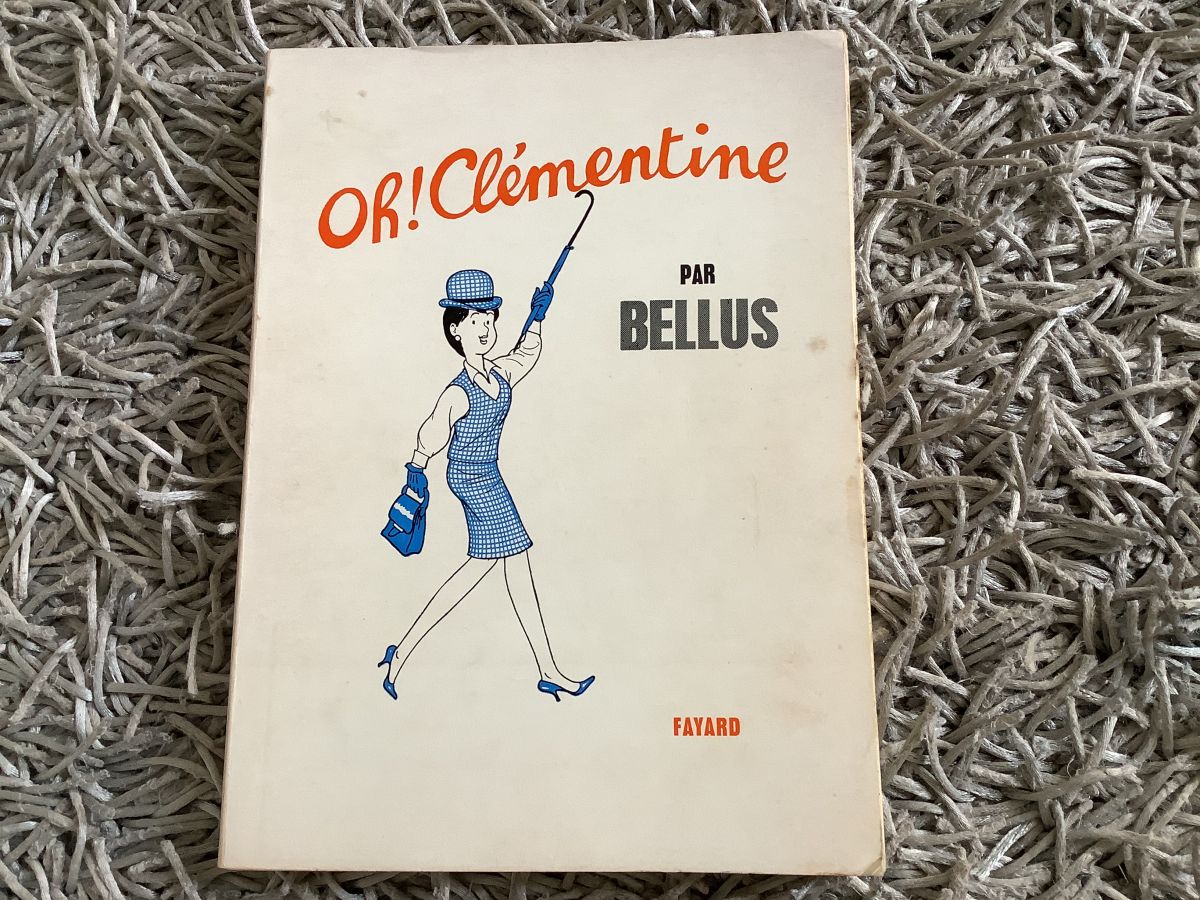 Oh! Clémentine
PAR
BELLUS
FAYARD